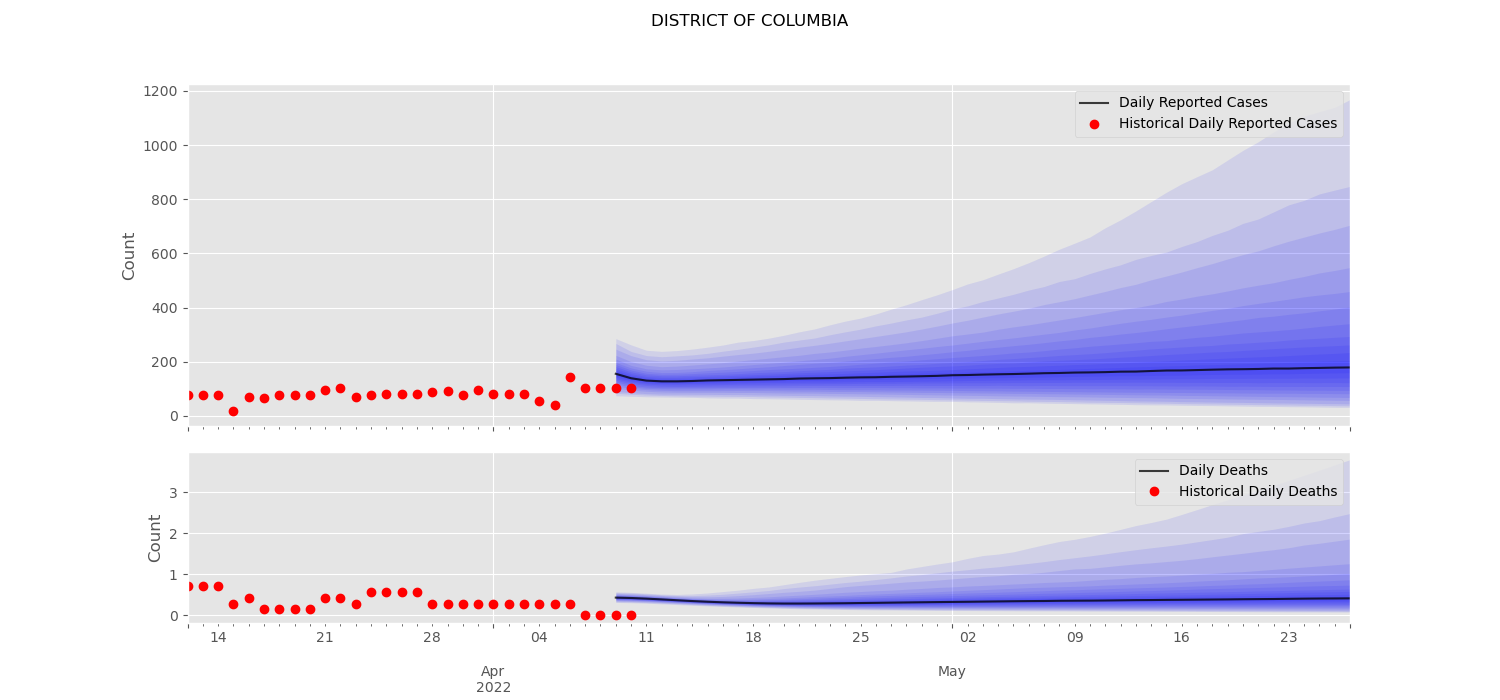 DISTRICT OF COLUMBIA
1200
1000
800
600
400
200
0
Count
Daily Reported Cases
Historical Daily Reported Cases
3
2
1
0
Count
Daily Deaths
Historical Daily Deaths
14 21 28 04 11 18 25 02 09 16 23
Apr May
2022